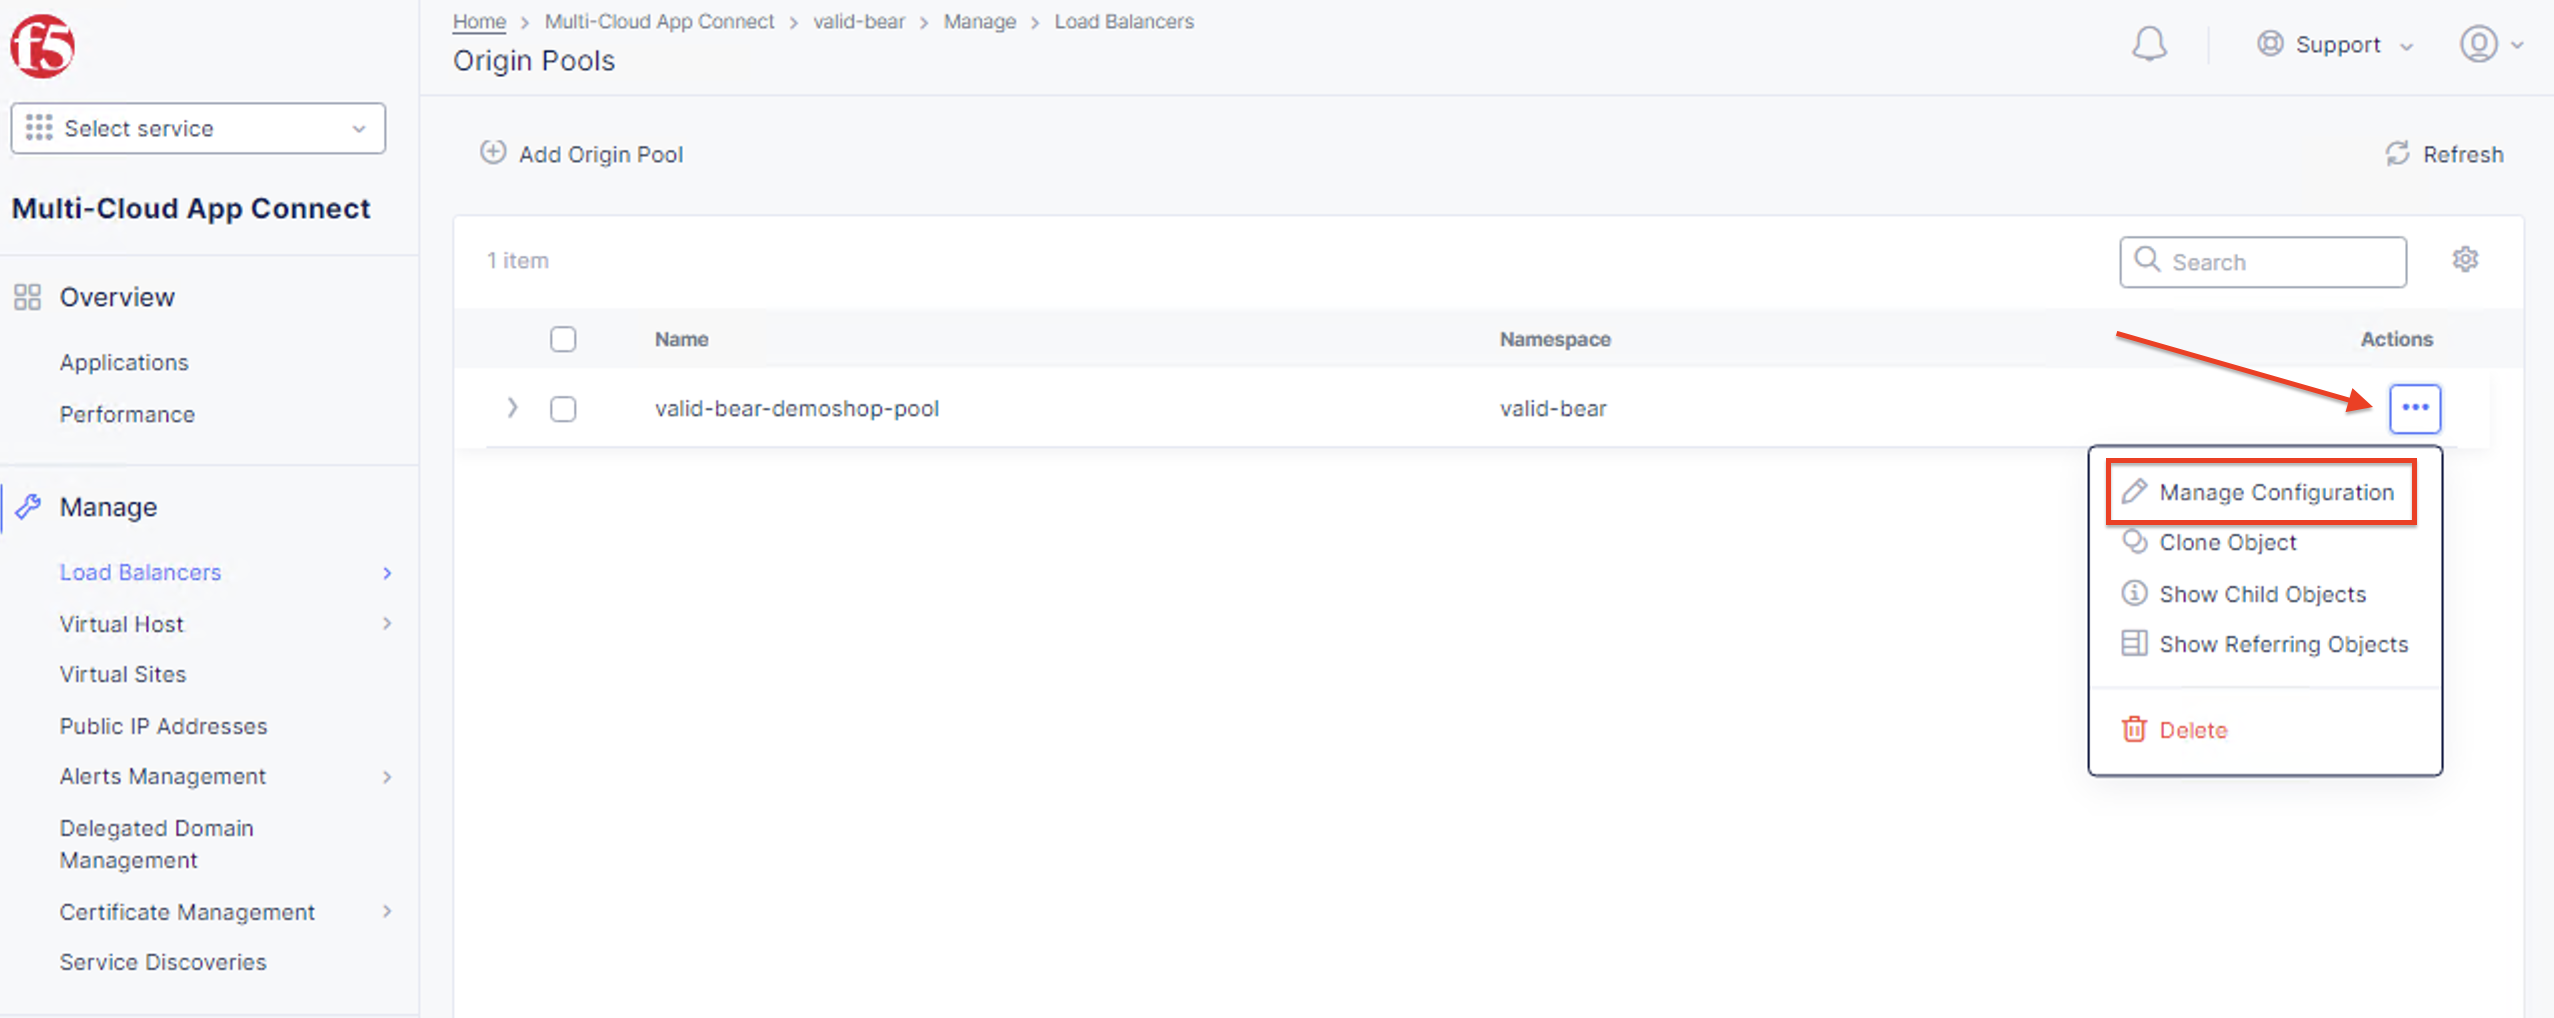 f5
Home > Multi-Cloud App Connect > valid-bear > Manage > Load Balancers
Origin Pools
Support
Select service
Multi-Cloud App Connect
Overview
Applications
Performance
Manage
Load Balancers
Virtual Host
Virtual Sites
Public IP Addresses
Alerts Management
Delegated Domain
Management
Certificate Management
Service Discoveries
Add Origin Pool
Refresh
1 item
Search
Name Namespace Actions
valid-bear-demoshop-pool valid-bear
Manage Configuration
Clone Object
Show Child Objects
Show Referring Objects
Delete